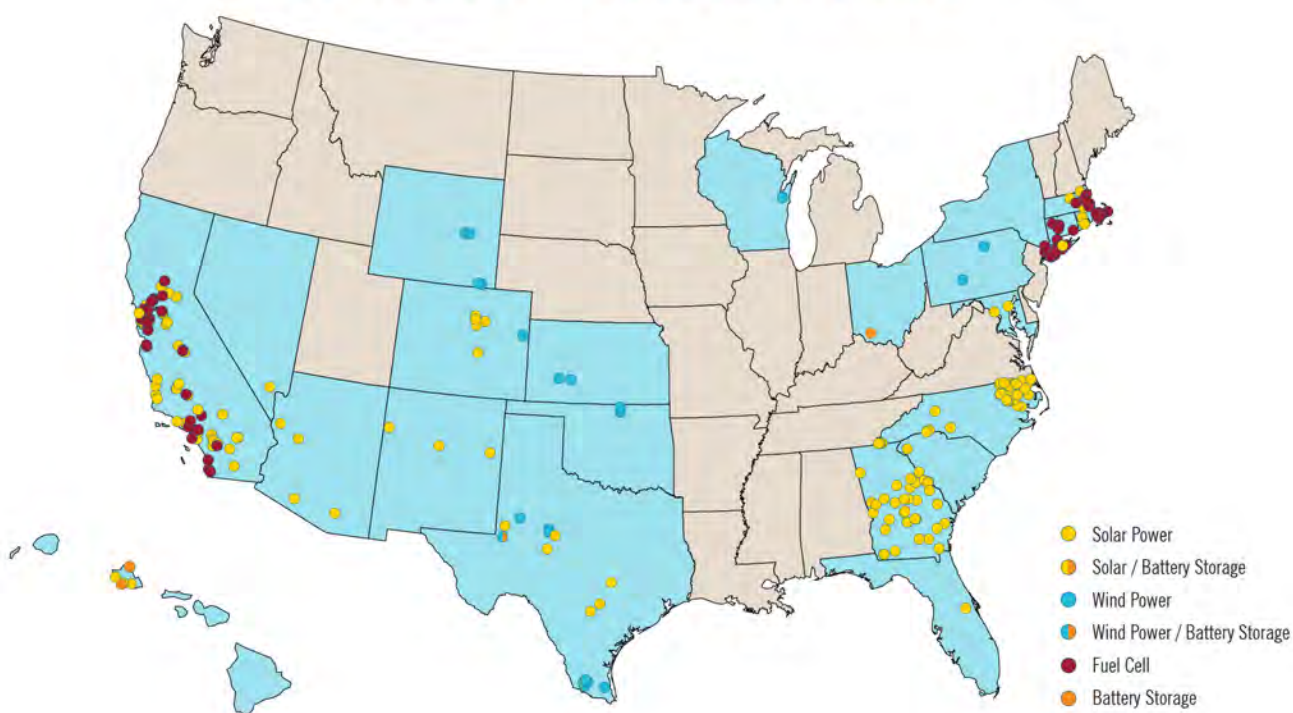 Solar Power
Solar / Battery Storage
Wind Power
Wind Power / Battery Storage
Fuel Cell
Battery Storage